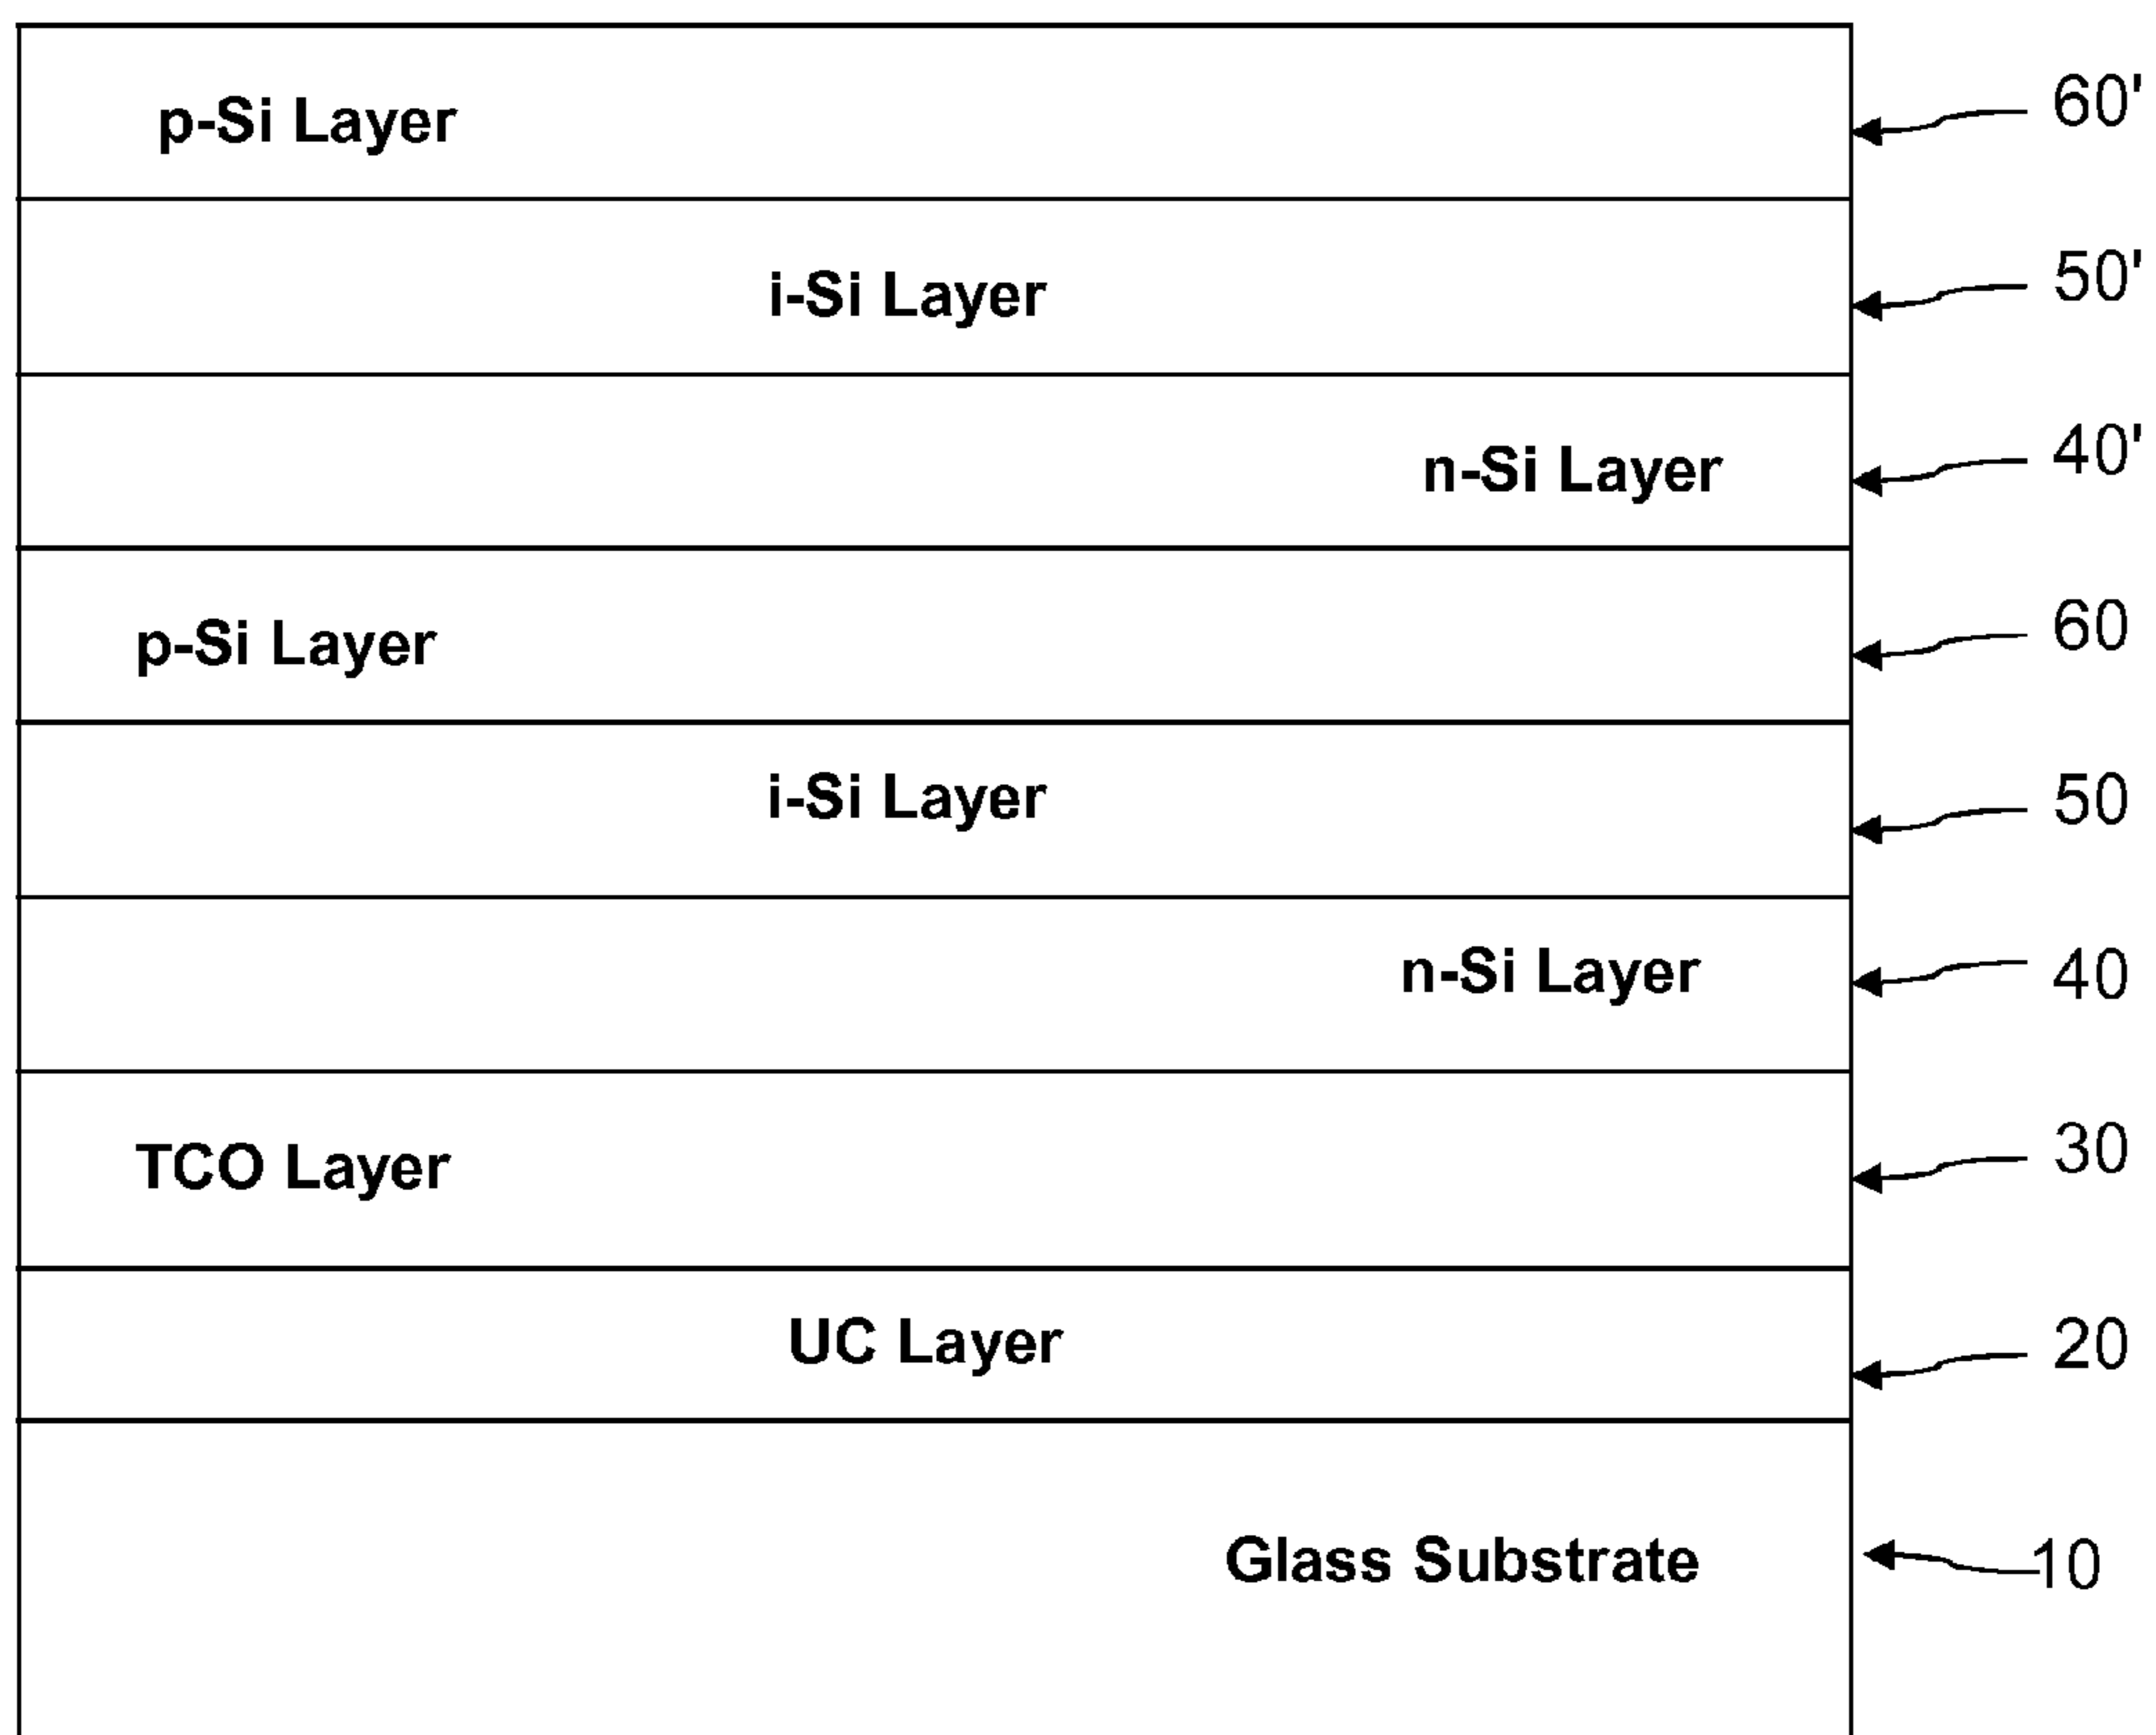 p-Si Layer 60'
i-Si Layer 50'
n-Si Layer 40'
p-Si Layer 60
i-Si Layer 50
n-Si Layer 40
TCO Layer 30
UC Layer 20
Glass Substrate 10